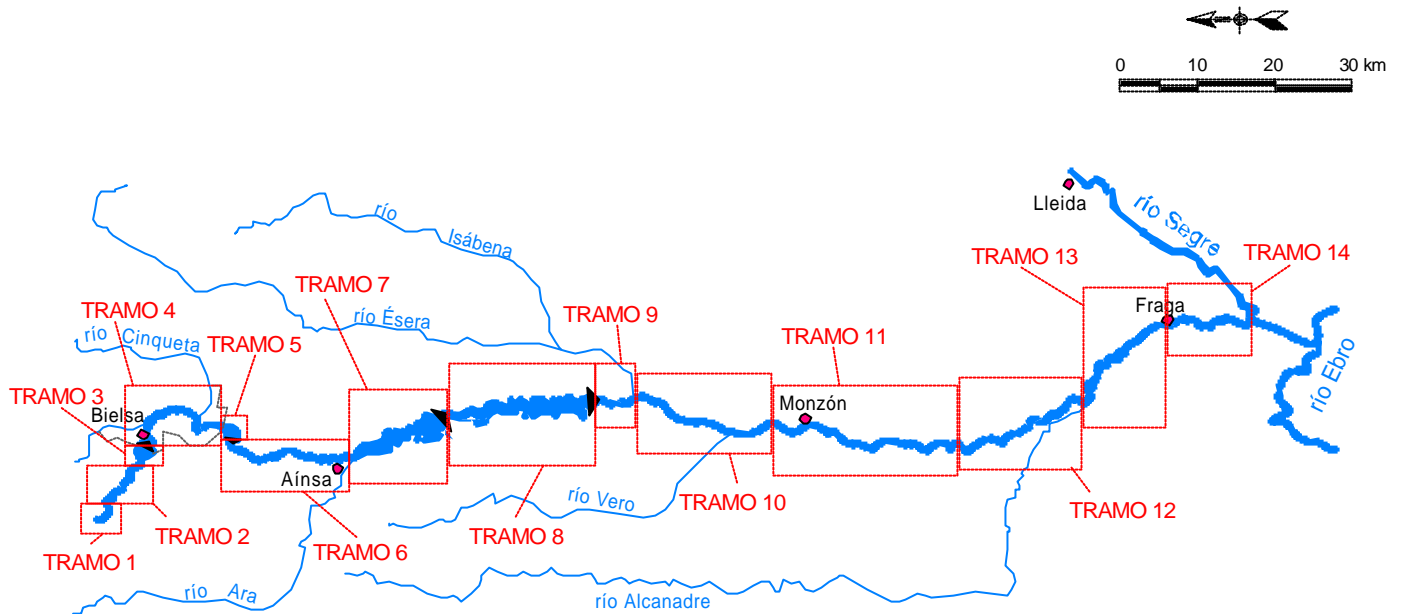 0 10 20 30 km
Lleida
río Segre
río
Isábena
TRAMO 13
TRAMO 14
TRAMO 7
Fraga
TRAMO 4
río Ésera
TRAMO 9
río Cinqueta
TRAMO 5
TRAMO 11
río Ebro
TRAMO 3
Bielsa
Monzón
Aínsa
río Vero
TRAMO 10
TRAMO 12
TRAMO 2
TRAMO 8
TRAMO 6
TRAMO 1
río Ara
río Alcanadre